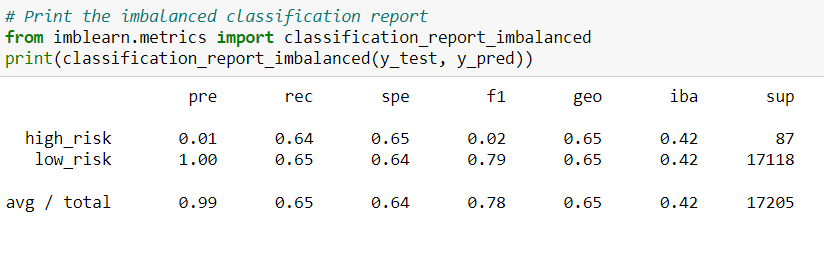 # Print the imbalanced classification report
from imblearn.metrics import classification_report_imbalanced
print(classification_report_imbalanced(y_test, y_pred))
pre rec spe f1 geo iba sup
high_risk 0.01 0.64 0.65 0.02 0.65 0.42 87
low_risk 1.00 0.65 0.64 0.79 0.65 0.42 17118
avg / total 0.99 0.65 0.64 0.78 0.65 0.42 17205